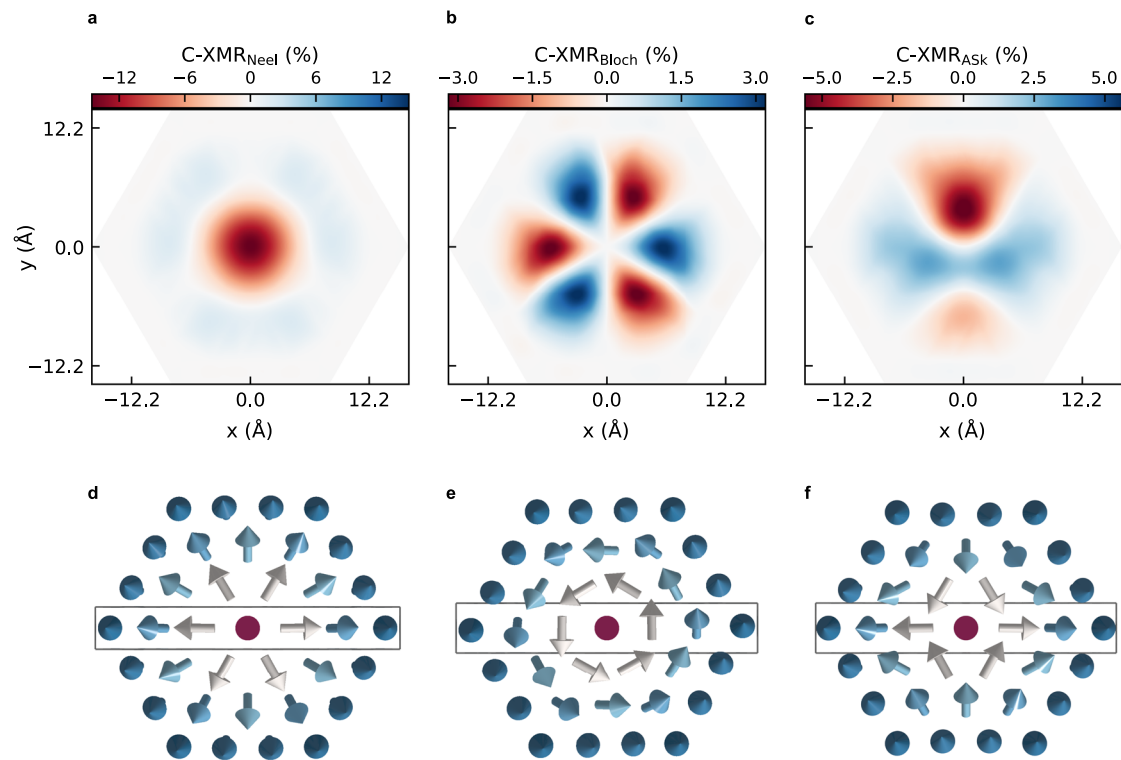 a b c
C-XMR_Neel (%) C-XMR_Bloch (%) C-XMR_ASk (%)
−12 −6 0 6 12 −3.0 −1.5 0.0 1.5 3.0 −5.0 −2.5 0.0 2.5 5.0
12.2
0.0
−12.2
y (Å)
−12.2 0.0 12.2 −12.2 0.0 12.2 −12.2 0.0 12.2
x (Å) x (Å) x (Å)
d e f